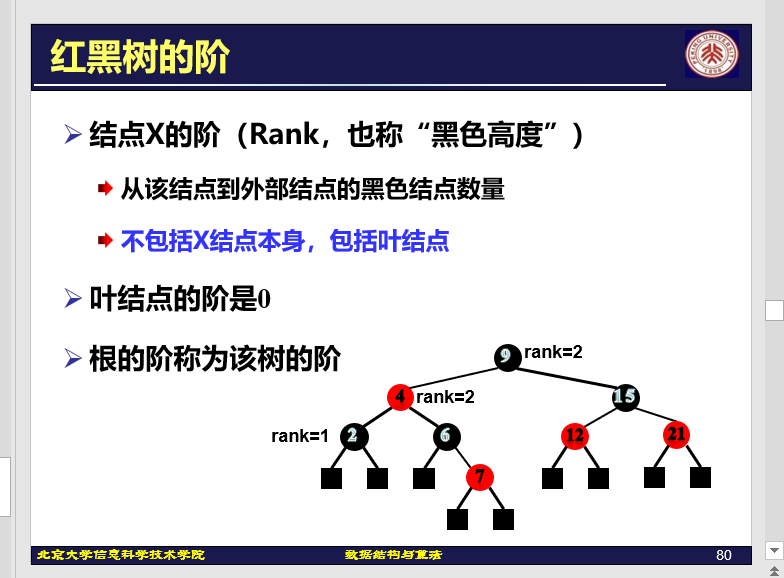 红黑树的阶
PEKING UNIVERSITY
1898
结点X的阶（Rank，也称“黑色高度”）
从该结点到外部结点的黑色结点数量
不包括X结点本身，包括叶结点
叶结点的阶是0
根的阶称为该树的阶
9 rank=2
4 rank=2 15
rank=1 2 6 12 21
7
北京大学信息科学技术学院 数据结构与算法 80